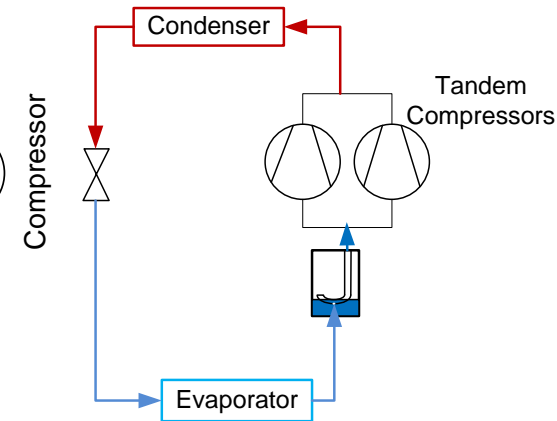 Condenser
Tandem
Compressors
Compressor
Evaporator